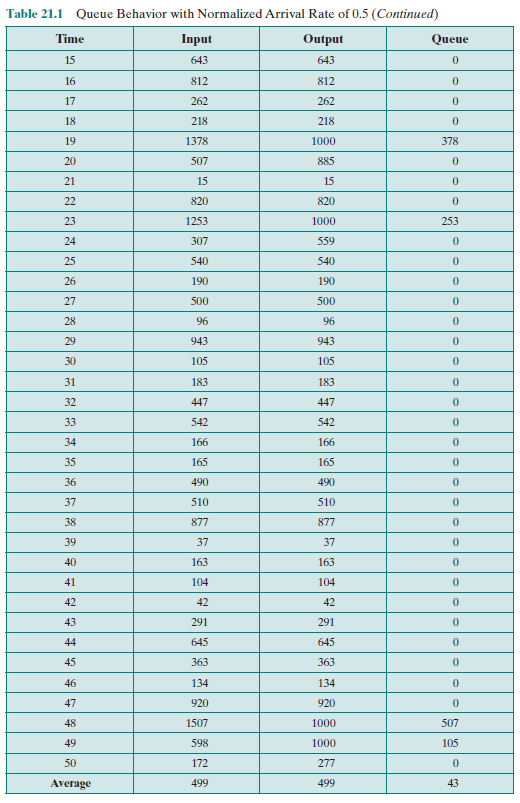 Table 21.1 Queue Behavior with Normalized Arrival Rate of 0.5 (Continued)
Time Input Output Queue
15 643 643 0
16 812 812 0
17 262 262 0
18 218 218 0
19 1378 1000 378
20 507 885 0
21 15 15 0
22 820 820 0
23 1253 1000 253
24 307 559 0
25 540 540 0
26 190 190 0
27 500 500 0
28 96 96 0
29 943 943 0
30 105 105 0
31 183 183 0
32 447 447 0
33 542 542 0
34 166 166 0
35 165 165 0
36 490 490 0
37 510 510 0
38 877 877 0
39 37 37 0
40 163 163 0
41 104 104 0
42 42 42 0
43 291 291 0
44 645 645 0
45 363 363 0
46 134 134 0
47 920 920 0
48 1507 1000 507
49 598 1000 105
50 172 277 0
Average 499 499 43